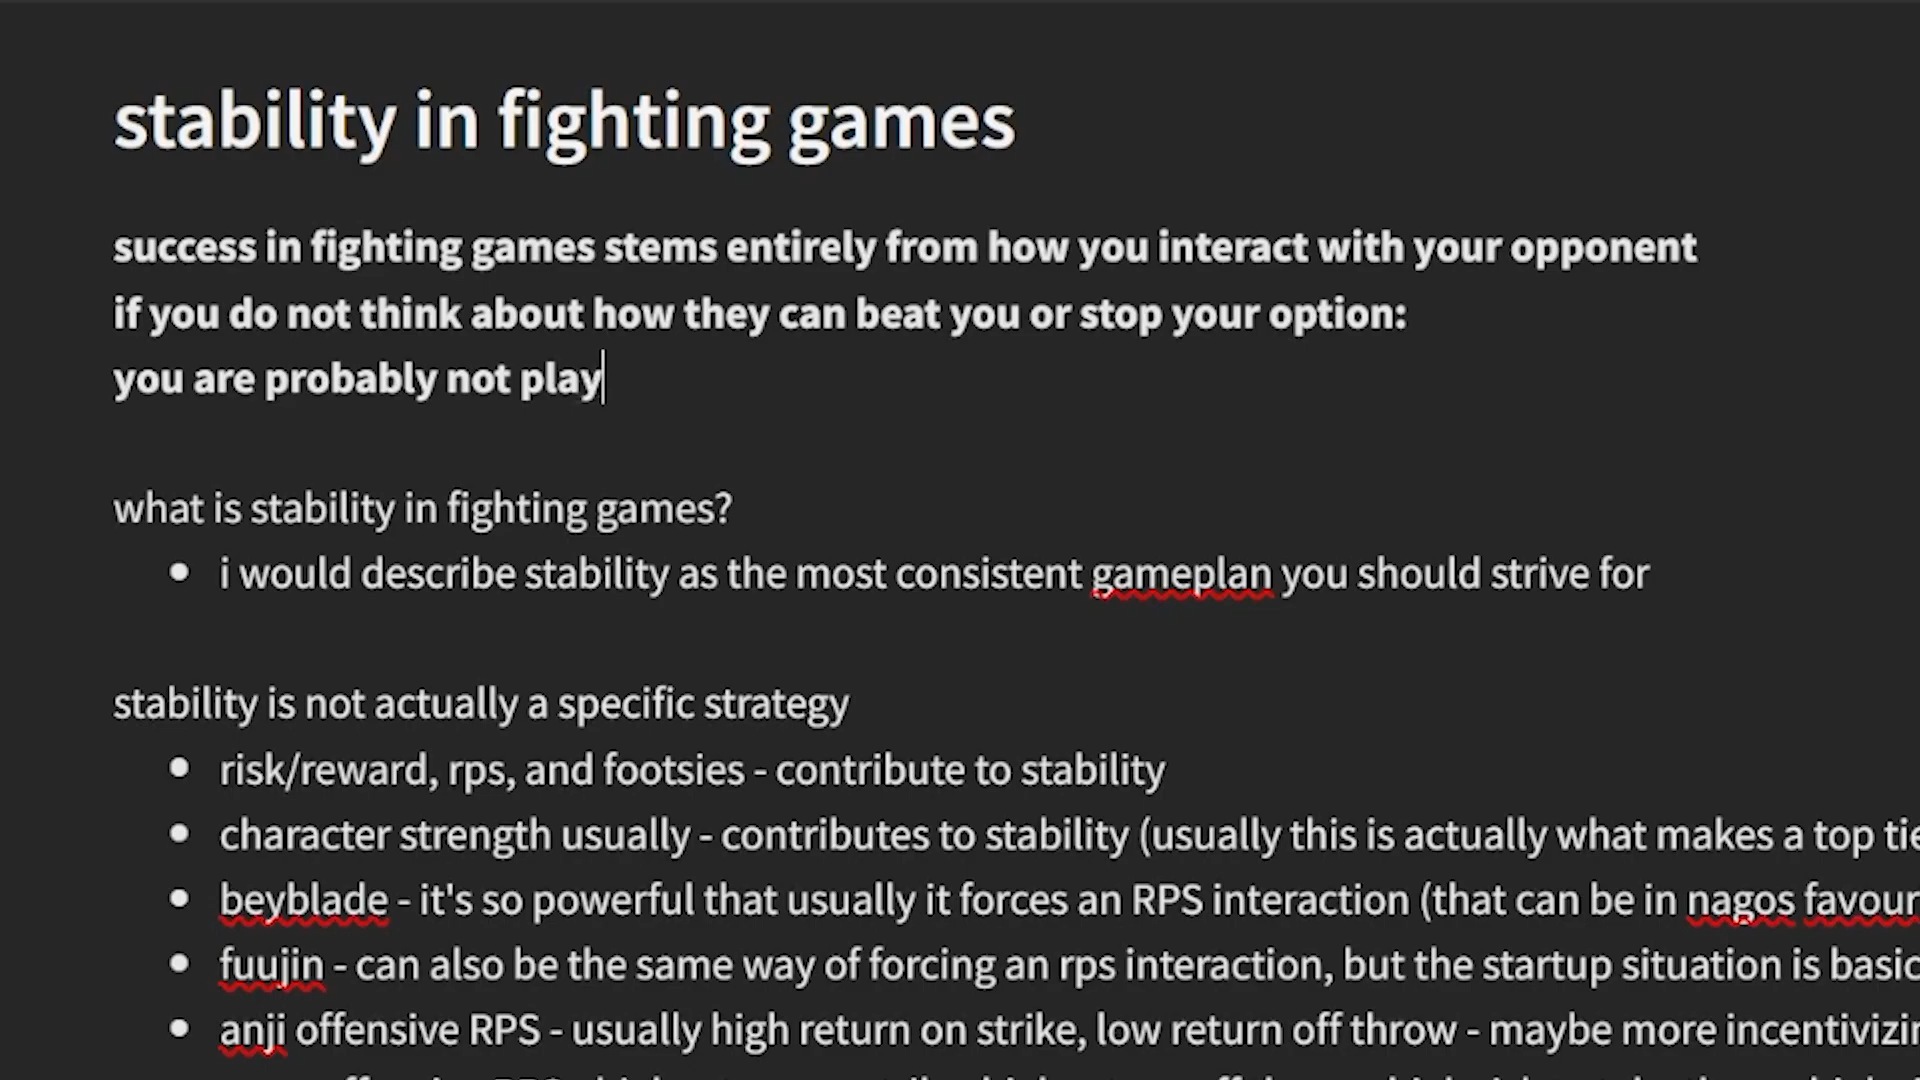 stability in fighting games
success in fighting games stems entirely from how you interact with your opponent
if you do not think about how they can beat you or stop your option:
you are probably not play
what is stability in fighting games?
• i would describe stability as the most consistent gameplan you should strive for
stability is not actually a specific strategy
• risk/reward, rps, and footsies - contribute to stability
• character strength usually - contributes to stability (usually this is actually what makes a top tie
• beyblade - it's so powerful that usually it forces an RPS interaction (that can be in nagos favour
• fuujin - can also be the same way of forcing an rps interaction, but the startup situation is basic
• anji offensive RPS - usually high return on strike, low return off throw - maybe more incentivizin